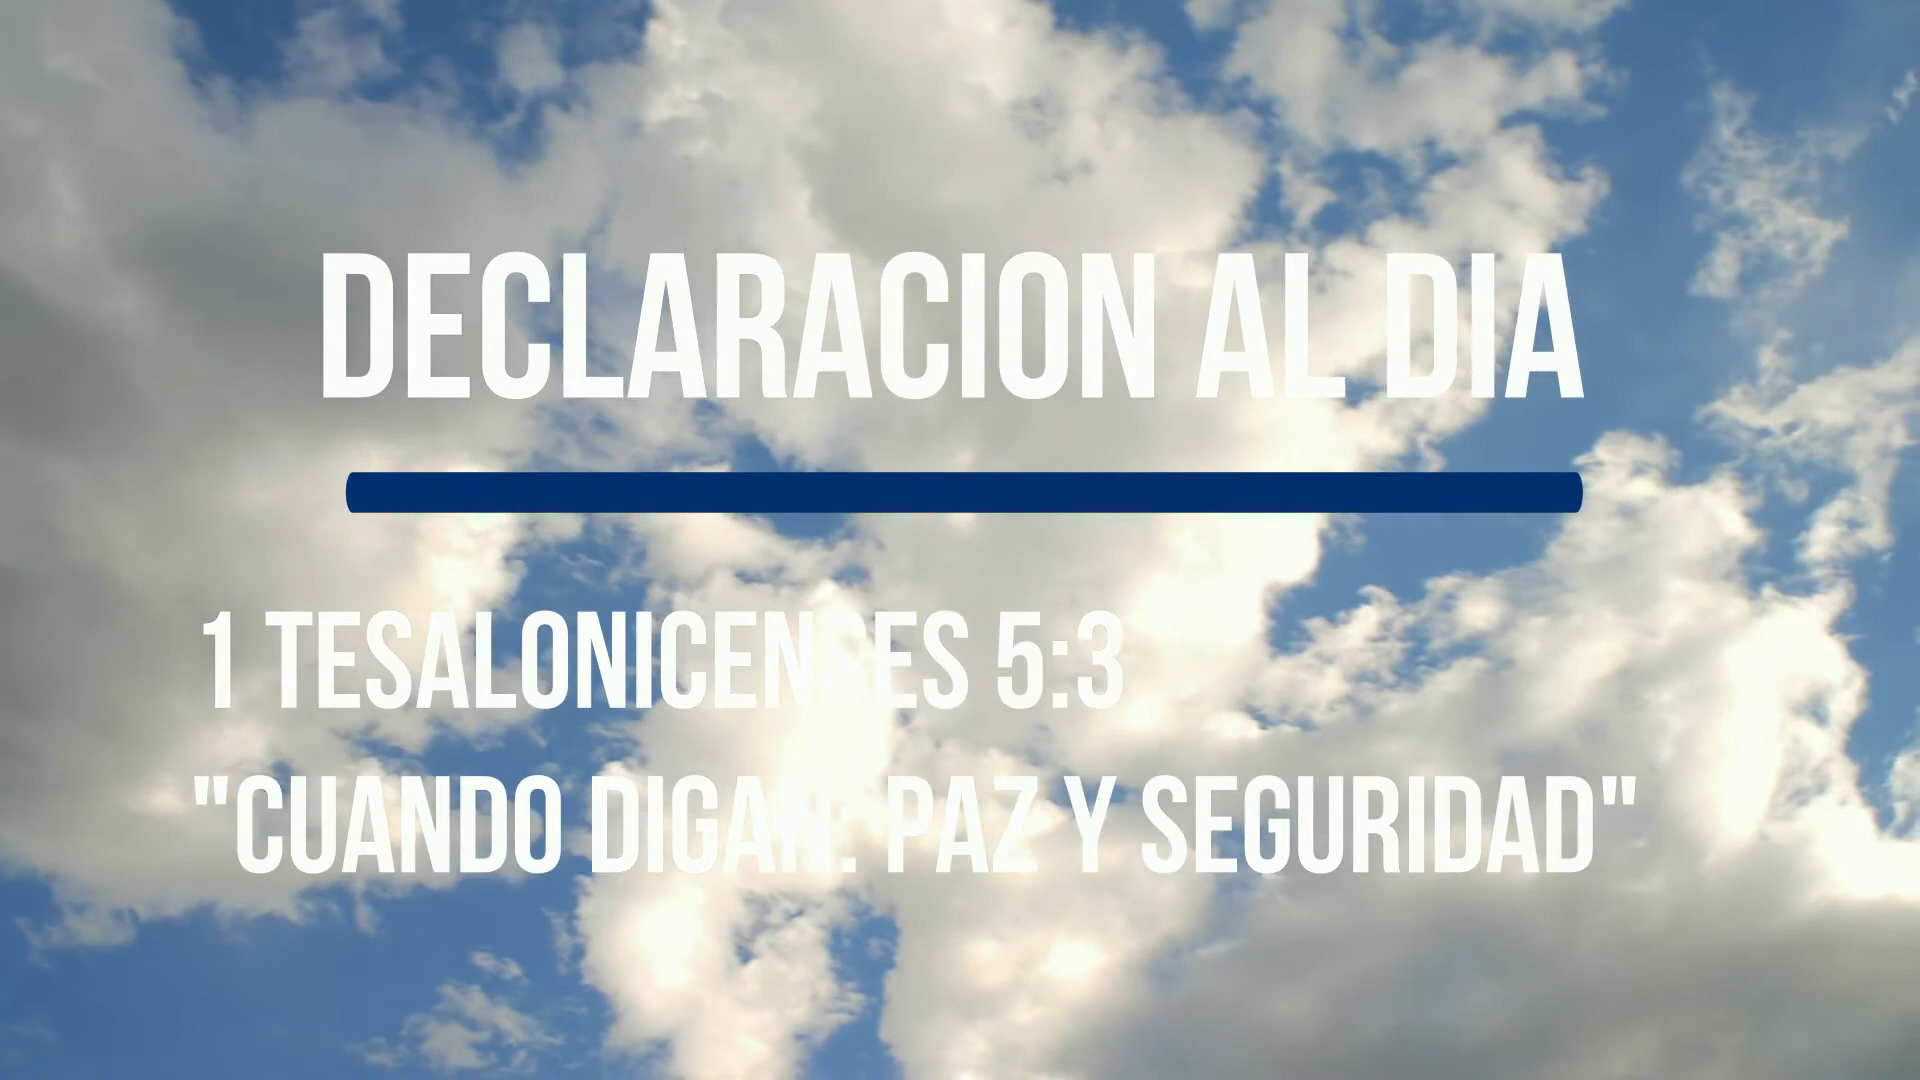 DECLARACION AL DIA
1 TESALONICENSES 5:3
"CUANDO DIGAN: PAZ Y SEGURIDAD"